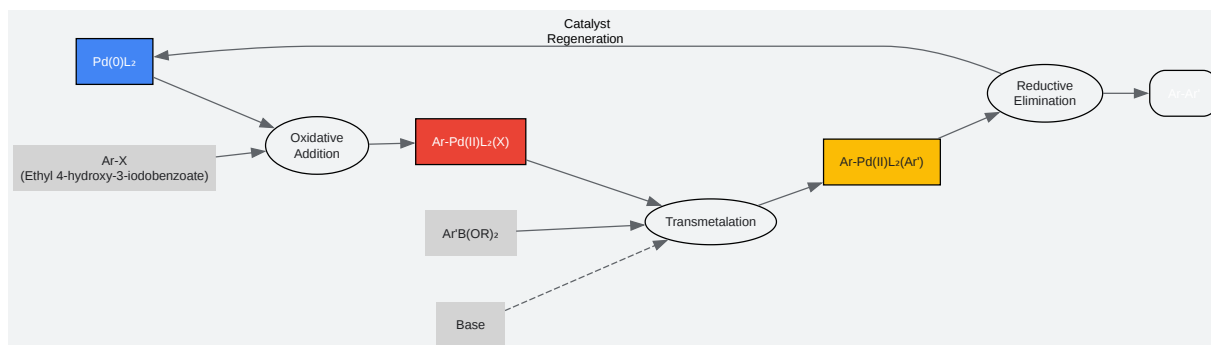 Catalyst
Regeneration
Pd(0)L₂
Reductive
Elimination
Ar-Ar'
Oxidative
Addition
Ar-Pd(II)L₂(X)
Ar-X
(Ethyl 4-hydroxy-3-iodobenzoate)
Ar-Pd(II)L₂(Ar')
Ar'B(OR)₂
Transmetalation
Base